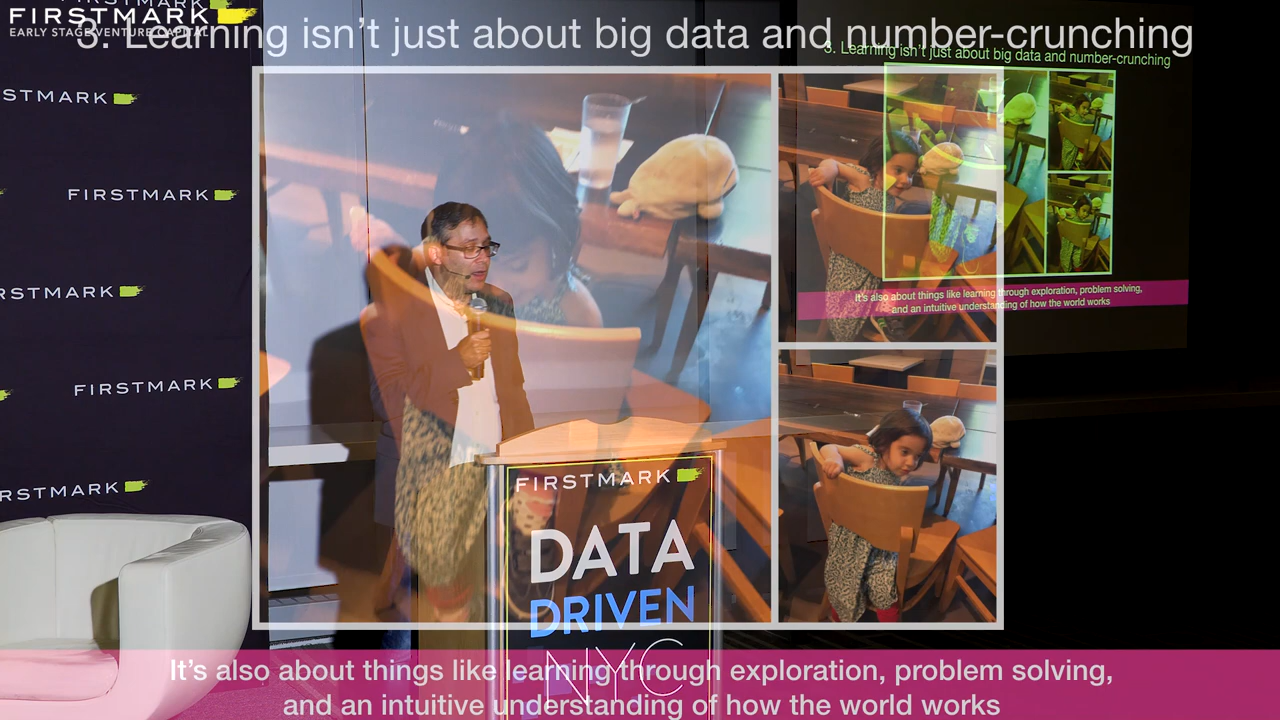 FIRSTMARK
EARLY STAGE VENTURE CAPITAL
3. Learning isn't just about big data and number-crunching
3. Learning isn't just about big data and number-crunching
STMARK
FIRSTMARK
RSTMARK
FIRSTMARK
RSTMARK
It's also about things like learning through exploration, problem solving,
and an intuitive understanding of how the world works
FIRSTMARK
DATA
DRIVEN
NYC
It's also about things like learning through exploration, problem solving,
and an intuitive understanding of how the world works